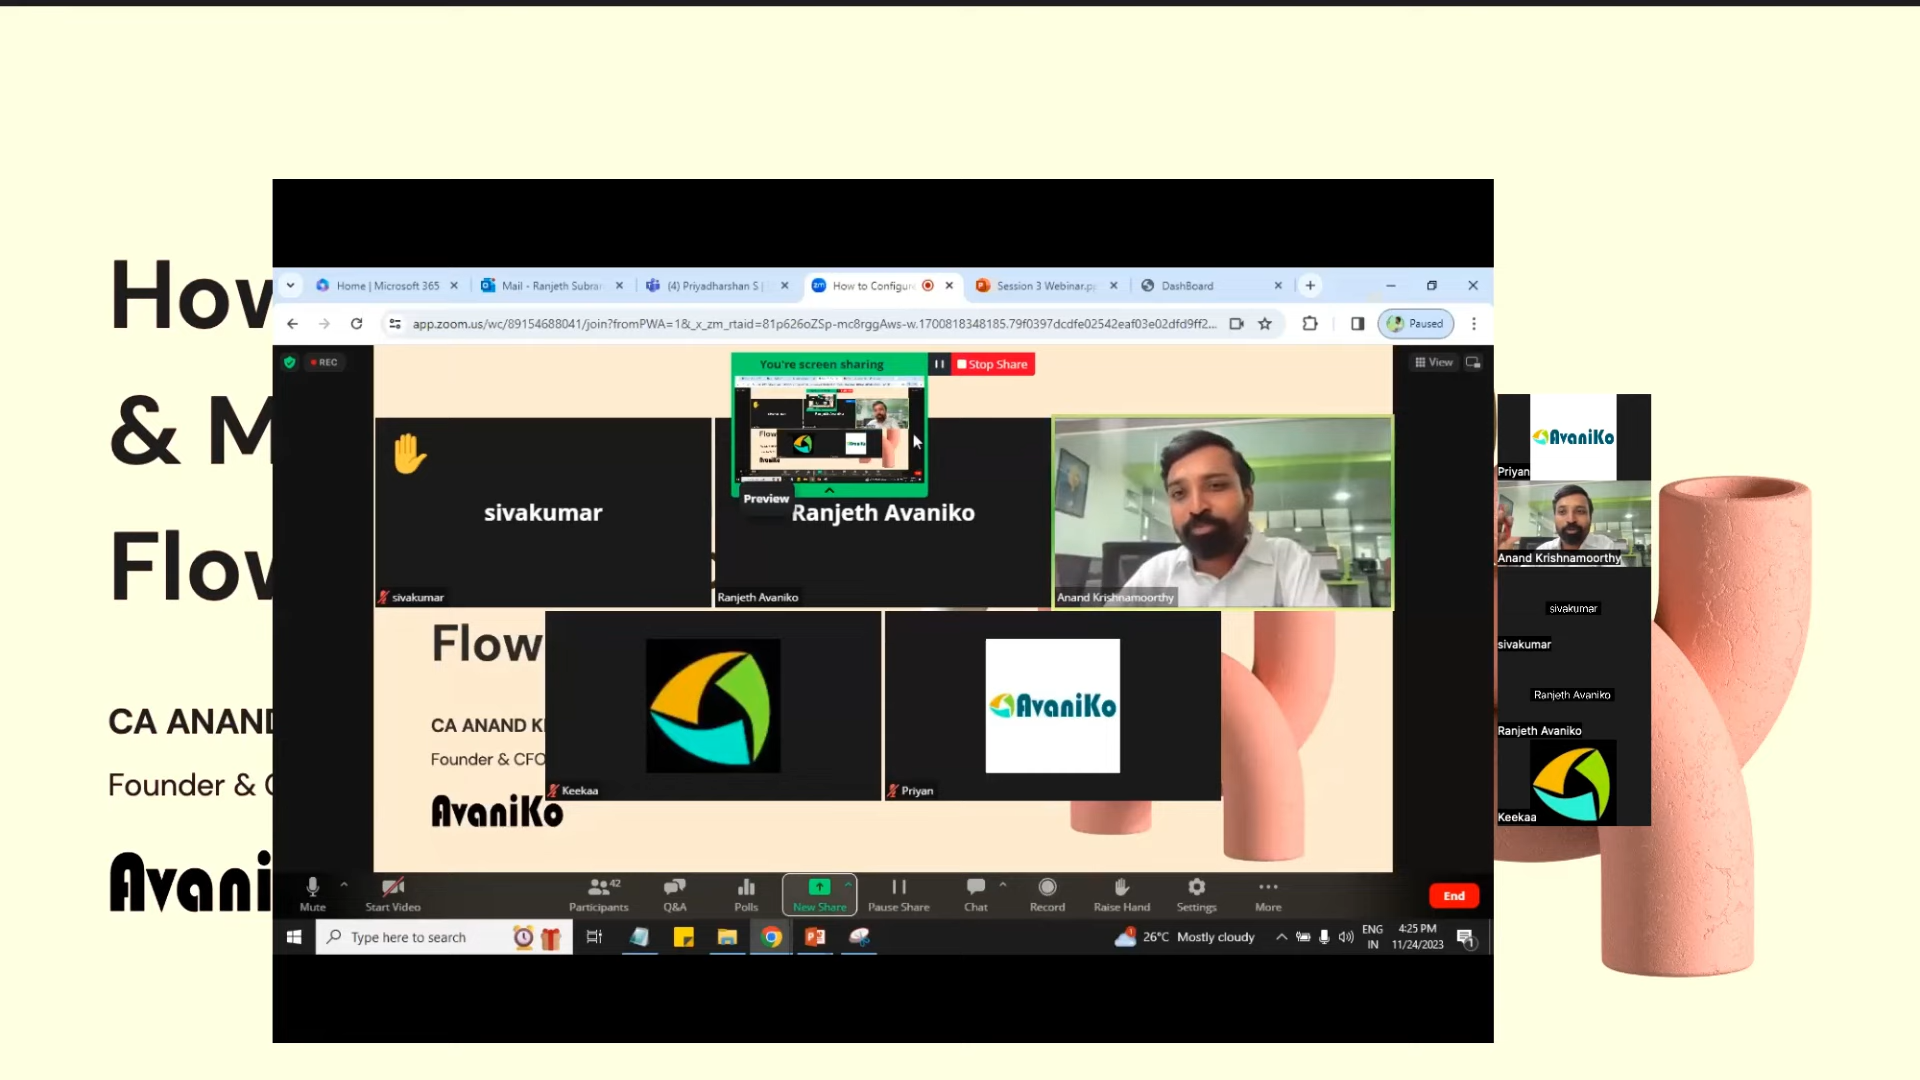 How
& M
Flow
CA ANAND
Founder &
Avani
Home | Microsoft 365
Mail - Ranjeth Subra
(4) Priyadharshan S |
How to Configur
Session 3 Webinar.pp
DashBoard
app.zoom.us/wc/89154688041/join?fromPWA=1&_x_zm_rtaid=81p626oZSp-mc8rggAws-w.1700818348185.79f0397dcdfe02542eaf03e02dfd9ff2...
Paused
REC
You're screen sharing
Stop Share
View
Preview
sivakumar
Ranjeth Avaniko
sivakumar
Ranjeth Avaniko
Anand Krishnamoorthy
Flow
CA ANAND K
Founder & CFO
AvaniKo
AvaniKo
Keekaa
Priyan
Mute
Start Video
Participants
42
Q&A
Polls
New Share
Pause Share
Chat
Record
Raise Hand
Settings
More
End
Type here to search
26°C Mostly cloudy
ENG
IN
4:25 PM
11/24/2023
1
AvaniKo
Priyan
Anand Krishnamoorthy
sivakumar
sivakumar
Ranjeth Avaniko
Ranjeth Avaniko
Keekaa